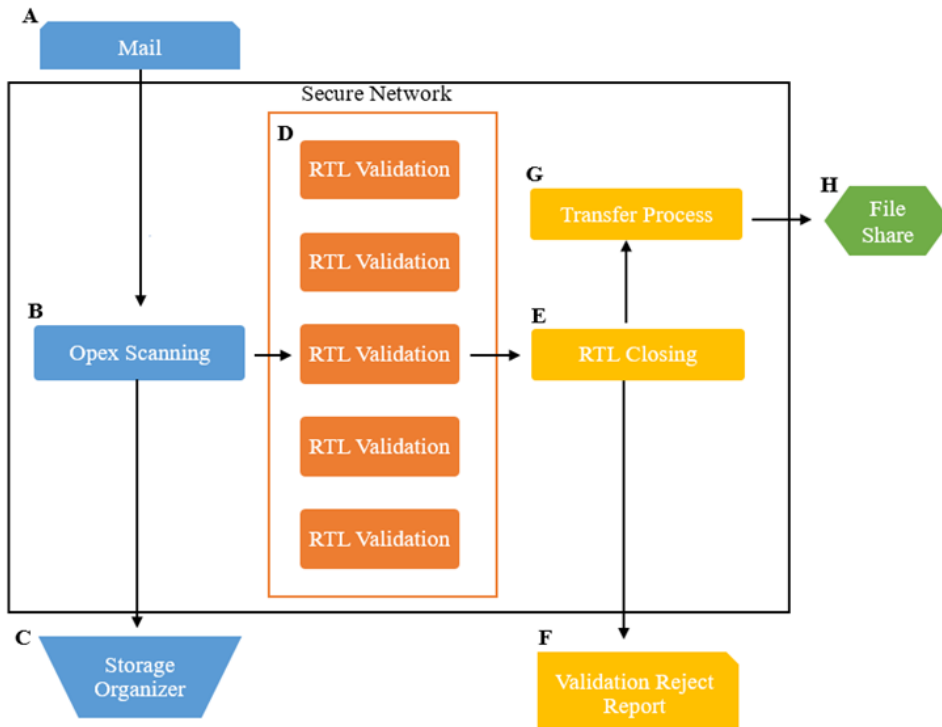 A
Mail
Secure Network
D
RTL Validation
G
Transfer Process
H
File
Share
RTL Validation
B
Opex Scanning
RTL Validation
E
RTL Closing
RTL Validation
RTL Validation
C
Storage
Organizer
F
Validation Reject
Report